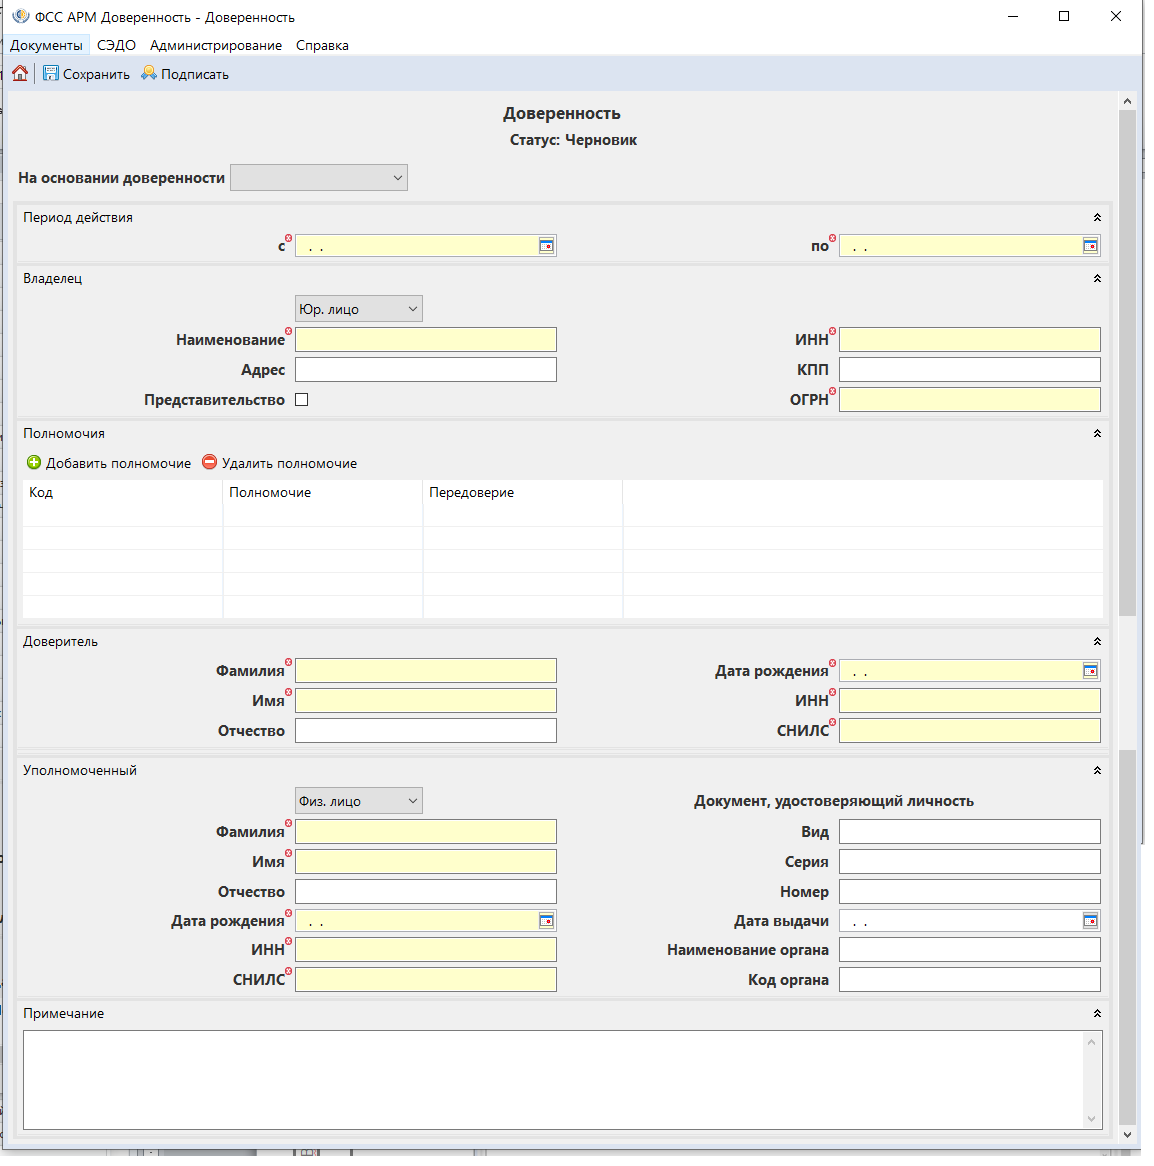 ФСС АРМ Доверенность - Доверенность
Документы СЭДО Администрирование Справка
Сохранить Подписать
Доверенность
Статус: Черновик
На основании доверенности
Период действия
с . . по . .
Владелец
Юр. лицо
Наименование ИНН
Адрес КПП
Представительство ОГРН
Полномочия
Добавить полномочие Удалить полномочие
Код Полномочие Передоверие
Доверитель
Фамилия Дата рождения . .
Имя ИНН
Отчество СНИЛС
Уполномоченный
Физ. лицо Документ, удостоверяющий личность
Фамилия Вид
Имя Серия
Отчество Номер
Дата рождения . . Дата выдачи . .
ИНН Наименование органа
СНИЛС Код органа
Примечание